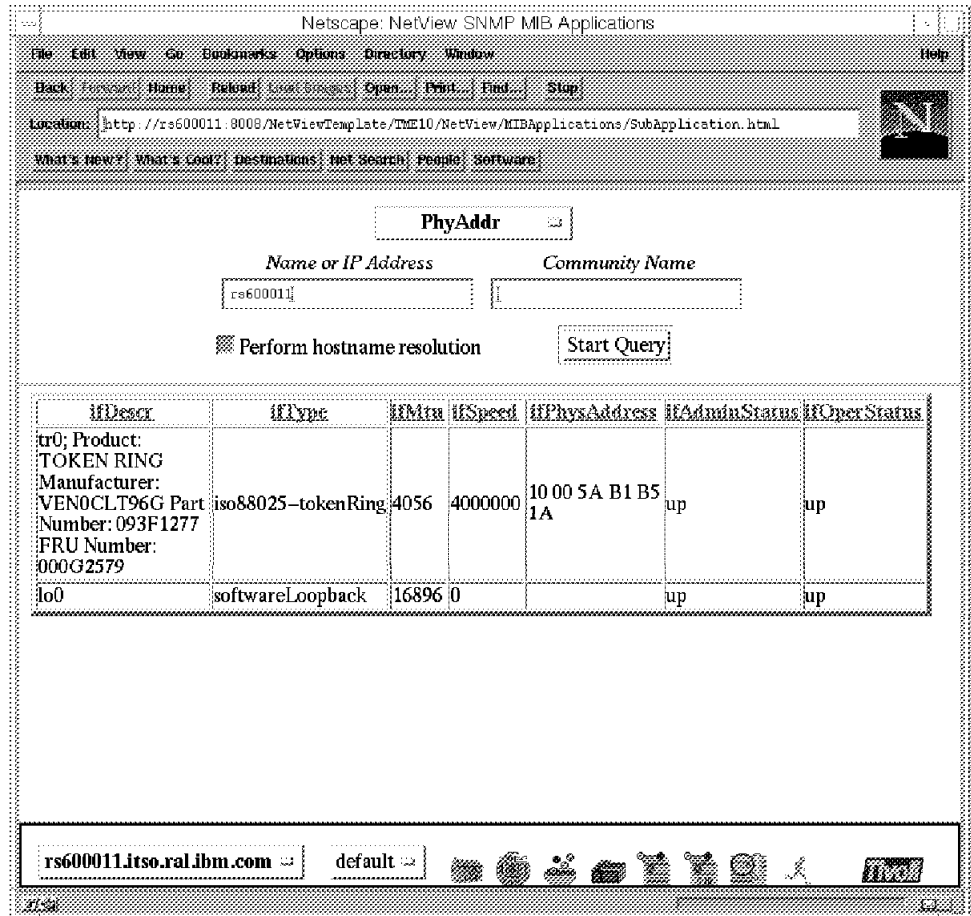 Netscape: NetView SNMP MIB Applications
File Edit View Go Bookmarks Options Directory Window Help
Back Forward Home Reload Load Images Open... Print... Find... Stop
Location: http://rs600011:8008/NetViewTemplate/TME10/NetView/MIBApplications/SubApplication.html
What's New? What's Cool? Destinations Net Search People Software
N
PhyAddr
Name or IP Address Community Name
rs600011
Perform hostname resolution Start Query
ifDescr ifType ifMtu ifSpeed ifPhysAddress ifAdminStatus ifOperStatus
tr0; Product:
TOKEN RING
Manufacturer:
VEN0CLT96G Part iso88025-tokenRing 4056 4000000 10 00 5A B1 B5 up up
Number: 093F1277 1A
FRU Number:
000G2579
lo0 softwareLoopback 16896 0 up up
rs600011.itso.ral.ibm.com default Tivoli